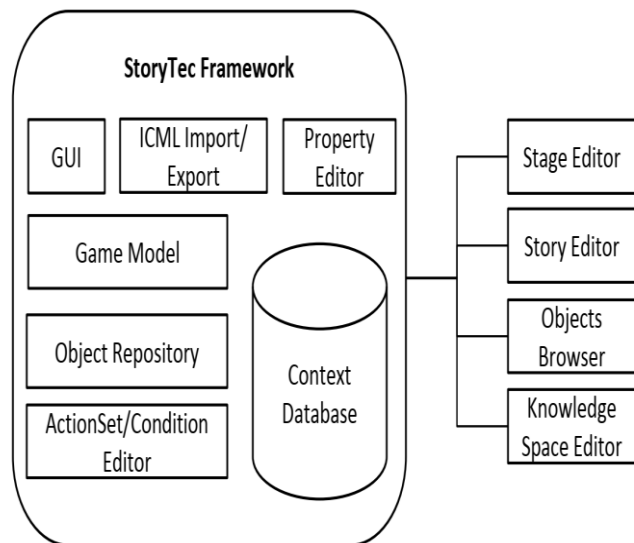 StoryTec Framework
GUI
ICML Import/
Export
Property
Editor
Game Model
Object Repository
ActionSet/Condition
Editor
Context
Database
Stage Editor
Story Editor
Objects
Browser
Knowledge
Space Editor